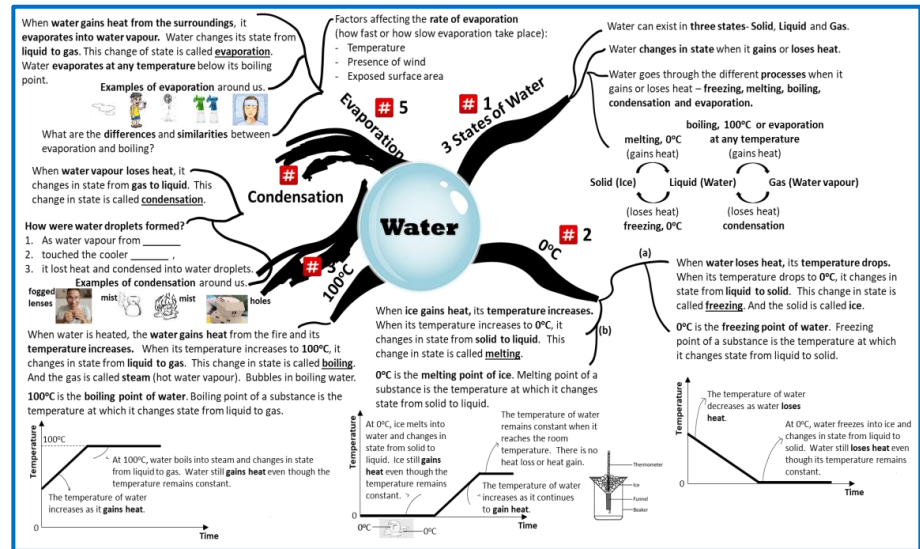 When water gains heat from the surroundings, it
evaporates into water vapour. Water changes its state from
liquid to gas. This change of state is called evaporation.
Water evaporates at any temperature below its boiling
point.
Examples of evaporation around us.
What are the differences and similarities between
evaporation and boiling?
Factors affecting the rate of evaporation
(how fast or how slow evaporation take place):
- Temperature
- Presence of wind
- Exposed surface area
# 5
Evaporation
# 1
3 States of Water
Water can exist in three states- Solid, Liquid and Gas.
Water changes in state when it gains or loses heat.
Water goes through the different processes when it
gains or loses heat – freezing, melting, boiling,
condensation and evaporation.
melting, 0°C
(gains heat)
boiling, 100°C or evaporation
at any temperature
(gains heat)
Solid (Ice)
Liquid (Water)
Gas (Water vapour)
(loses heat)
freezing, 0°C
(loses heat)
condensation
When water vapour loses heat, it
changes in state from gas to liquid. This
change in state is called condensation.
How were water droplets formed?
1. As water vapour from _______
2. touched the cooler _______ ,
3. it lost heat and condensed into water droplets.
Examples of condensation around us.
fogged
lenses
mist
mist
holes
#
Condensation
Water
# 3
100°C
# 2
0°C
(a)
(b)
When water is heated, the water gains heat from the fire and its
temperature increases. When its temperature increases to 100°C, it
changes in state from liquid to gas. This change in state is called boiling.
And the gas is called steam (hot water vapour). Bubbles in boiling water.
100°C is the boiling point of water. Boiling point of a substance is the
temperature at which it changes state from liquid to gas.
Temperature
100°C
At 100°C, water boils into steam and changes in
state from liquid to gas. Water still gains heat even though the
temperature remains constant.
The temperature of water
increases as it gains heat.
0
Time
When ice gains heat, its temperature increases.
When its temperature increases to 0°C, it
changes in state from solid to liquid. This
change in state is called melting.
0°C is the melting point of ice. Melting point of a
substance is the temperature at which it changes
state from solid to liquid.
Temperature
At 0°C, ice melts into
water and changes in
state from solid to
liquid. Ice still gains
heat even though the
temperature remains
constant.
The temperature of water
remains constant when it
reaches the room
temperature. There is no
heat loss or heat gain.
The temperature of water
increases as it continues
to gain heat.
0
0°C
0°C
Time
Thermometer
Ice
Funnel
Beaker
When water loses heat, its temperature drops.
When its temperature drops to 0°C, it changes in
state from liquid to solid. This change in state is
called freezing. And the solid is called ice.
0°C is the freezing point of water. Freezing
point of a substance is the temperature at which
it changes state from liquid to solid.
Temperature
The temperature of water
decreases as water loses
heat.
At 0°C, water freezes into ice and
changes in state from liquid to
solid. Water still loses heat even
though its temperature remains
constant.
0
Time